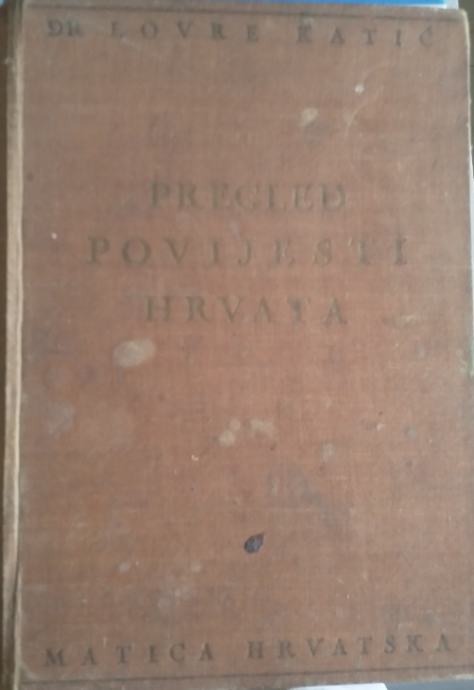 DR LOVRE KATIĆ
PREGLED
POVIJESTI
HRVATA
MATICA HRVATSKA